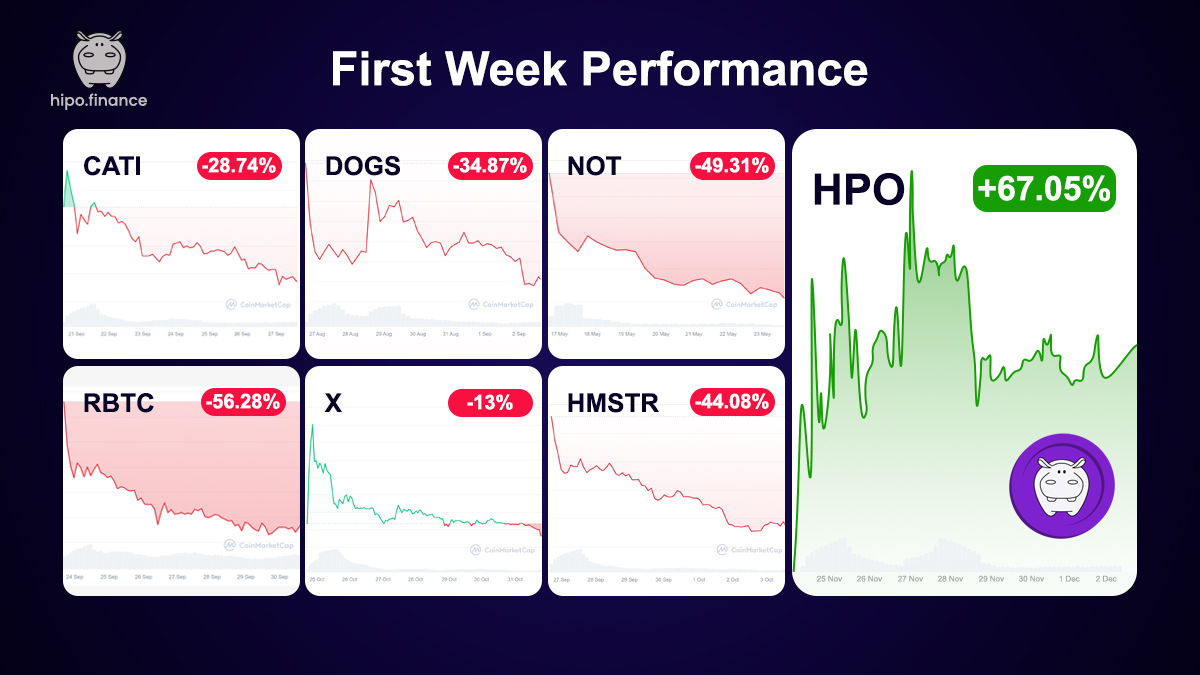 hipo.finance
First Week Performance
CATI -28.74%
CoinMarketCap
21 Sep 22 Sep 23 Sep 24 Sep 25 Sep 26 Sep 27 Sep
DOGS -34.87%
CoinMarketCap
27 Aug 28 Aug 29 Aug 30 Aug 31 Aug 1 Sep 2 Sep
NOT -49.31%
CoinMarketCap
17 May 18 May 19 May 20 May 21 May 22 May 23 May
RBTC -56.28%
CoinMarketCap
24 Sep 25 Sep 26 Sep 27 Sep 28 Sep 29 Sep 30 Sep
X -13%
CoinMarketCap
25 Oct 26 Oct 27 Oct 28 Oct 29 Oct 30 Oct 31 Oct
HMSTR -44.08%
CoinMarketCap
27 Sep 28 Sep 29 Sep 30 Sep 1 Oct 2 Oct 3 Oct
HPO +67.05%
25 Nov 26 Nov 27 Nov 28 Nov 29 Nov 30 Nov 1 Dec 2 Dec